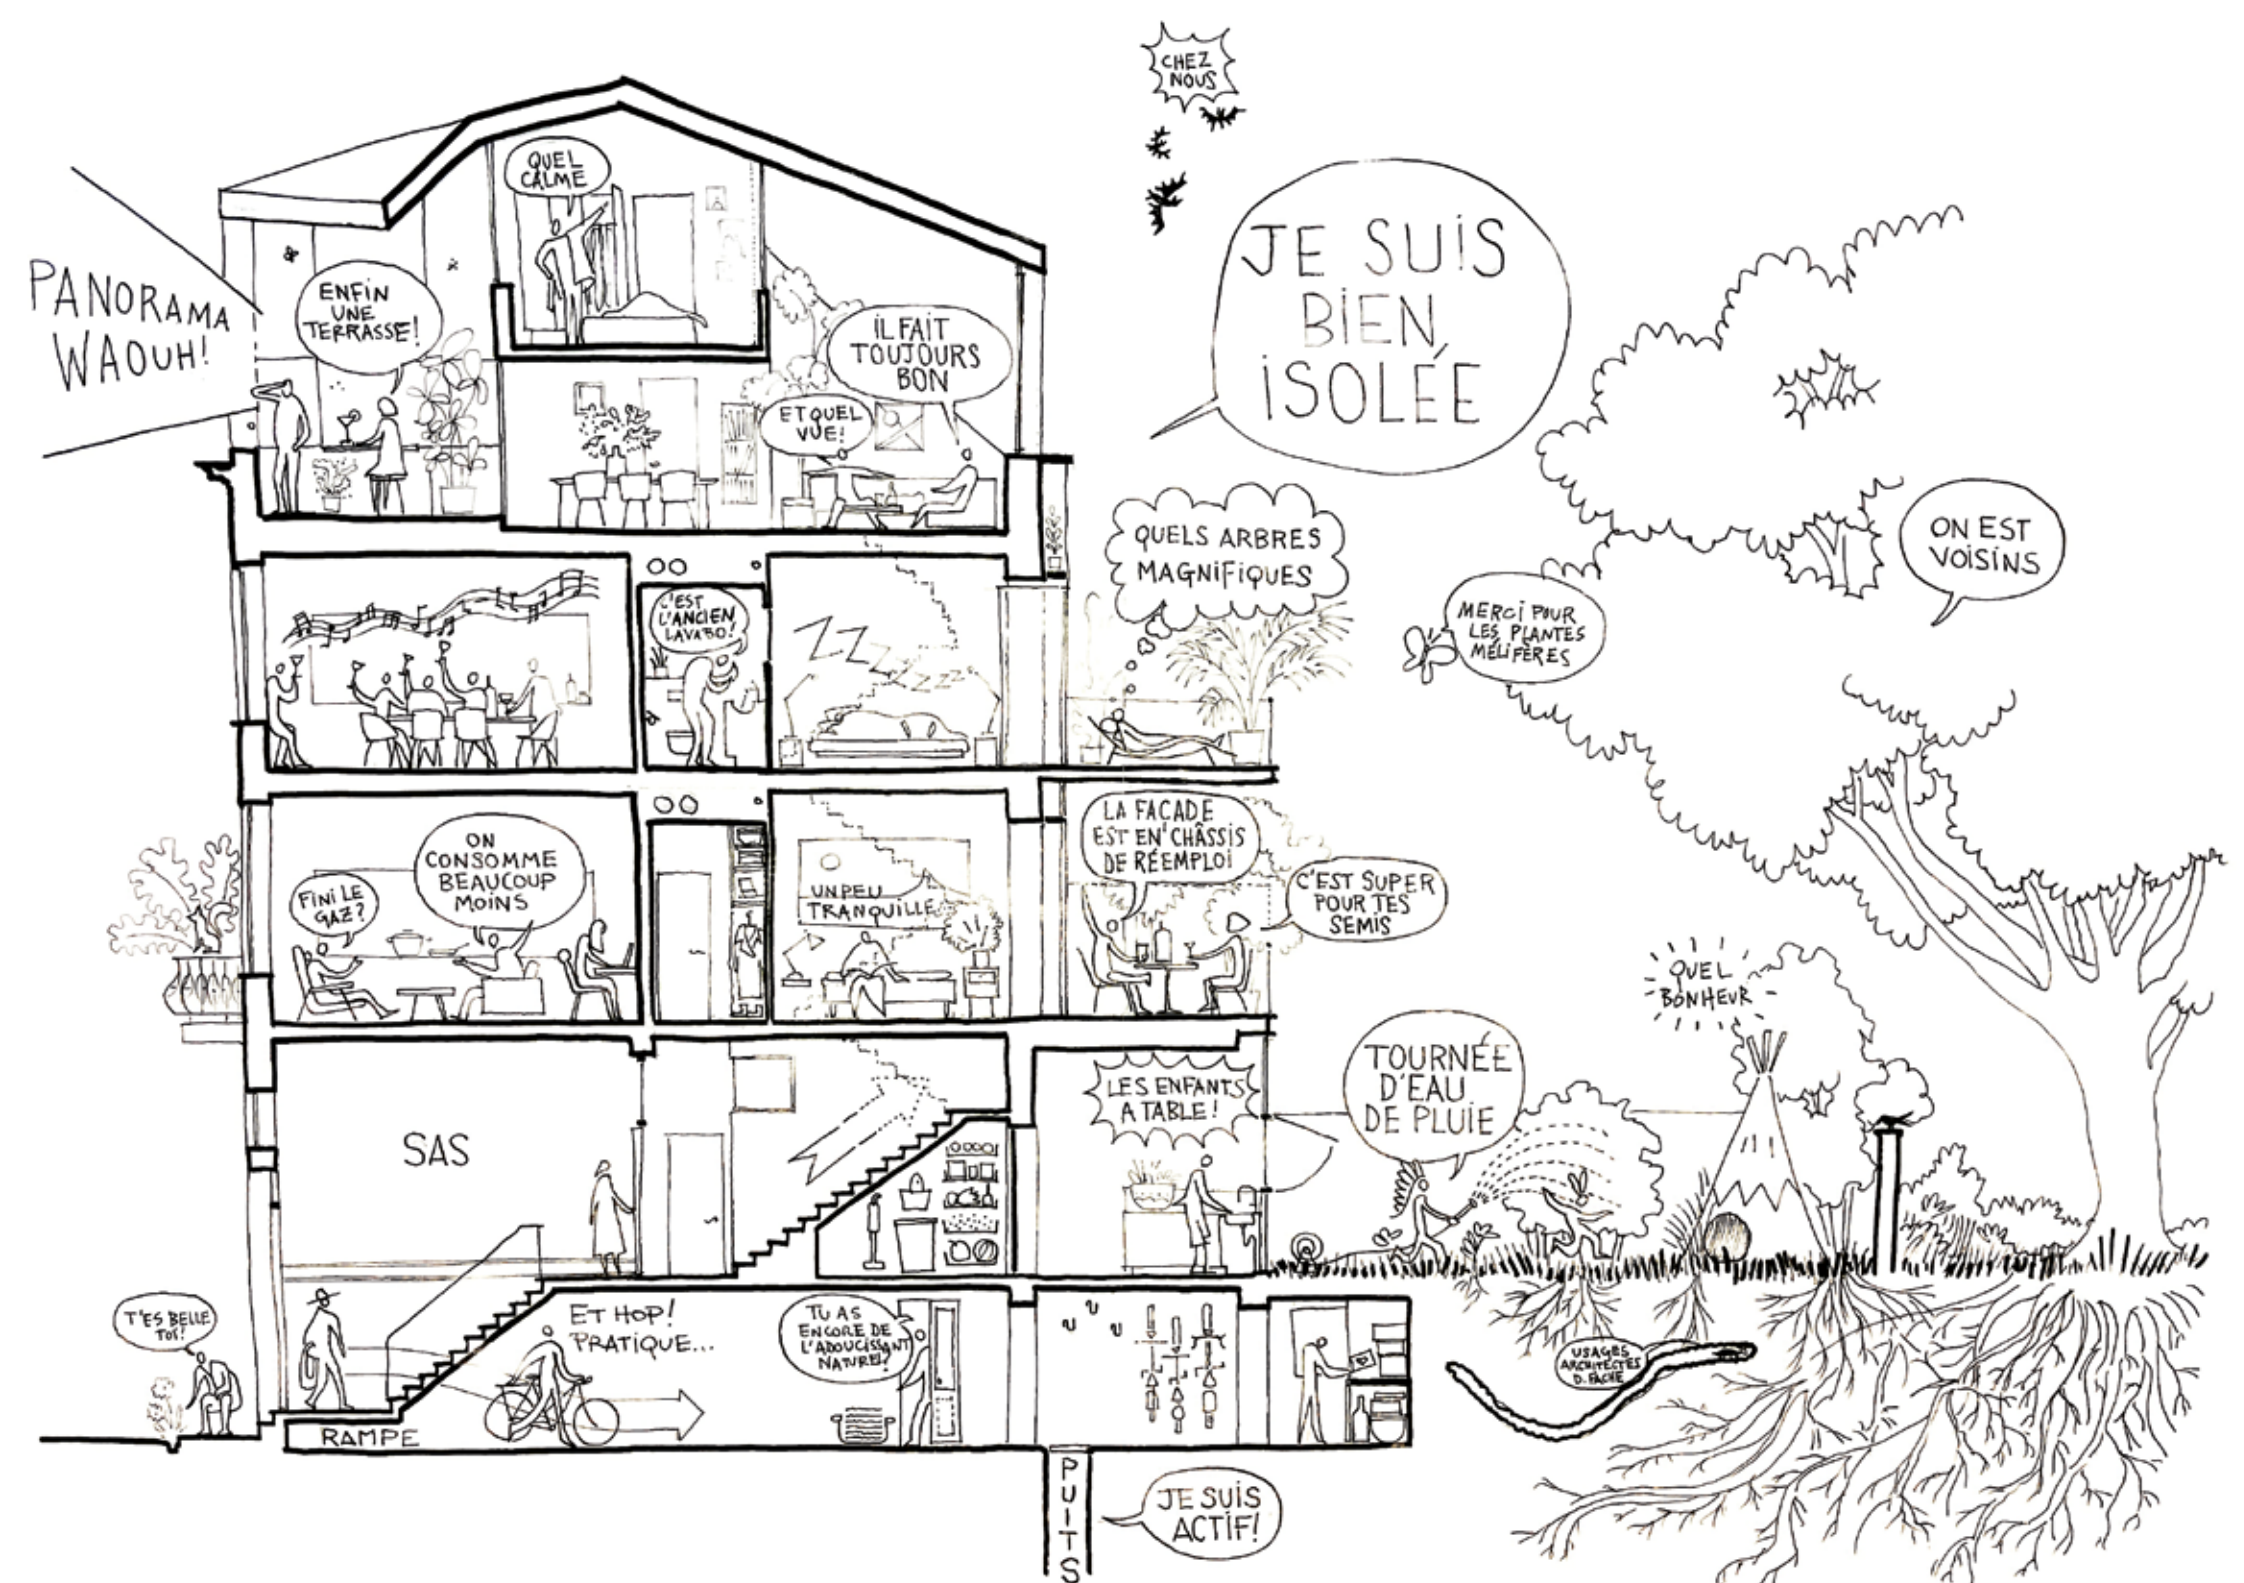 CHEZ
NOUS
QUEL
CALME
JE SUIS
BIEN
ISOLÉE
PANORAMA
WAOUH!
ENFIN
UNE
TERRASSE!
IL FAIT
TOUJOURS
BON
ET QUEL
VUE!
QUELS ARBRES
MAGNIFIQUES
ON EST
VOISINS
C'EST
L'ANCIEN
LAVABO!
ZZZZZZZZ
MERCI POUR
LES PLANTES
MÉLIFÈRES
ON
CONSOMME
BEAUCOUP
MOINS
FINI LE
GAZ?
UN PEU
TRANQUILLE
LA FACADE
EST EN CHÂSSIS
DE RÉEMPLOI
C'EST SUPER
POUR TES
SEMIS
QUEL
BONHEUR
SAS
LES ENFANTS
A TABLE!
TOURNÉE
D'EAU
DE PLUIE
T'ES BELLE
TOI!
ET HOP!
PRATIQUE...
TU AS
ENCORE DE
L'ADOUCISSANT
NATUREL?
USAGES
ARCHITECTES
D. FACHE
RAMPE
PUITS
JE SUIS
ACTIF!